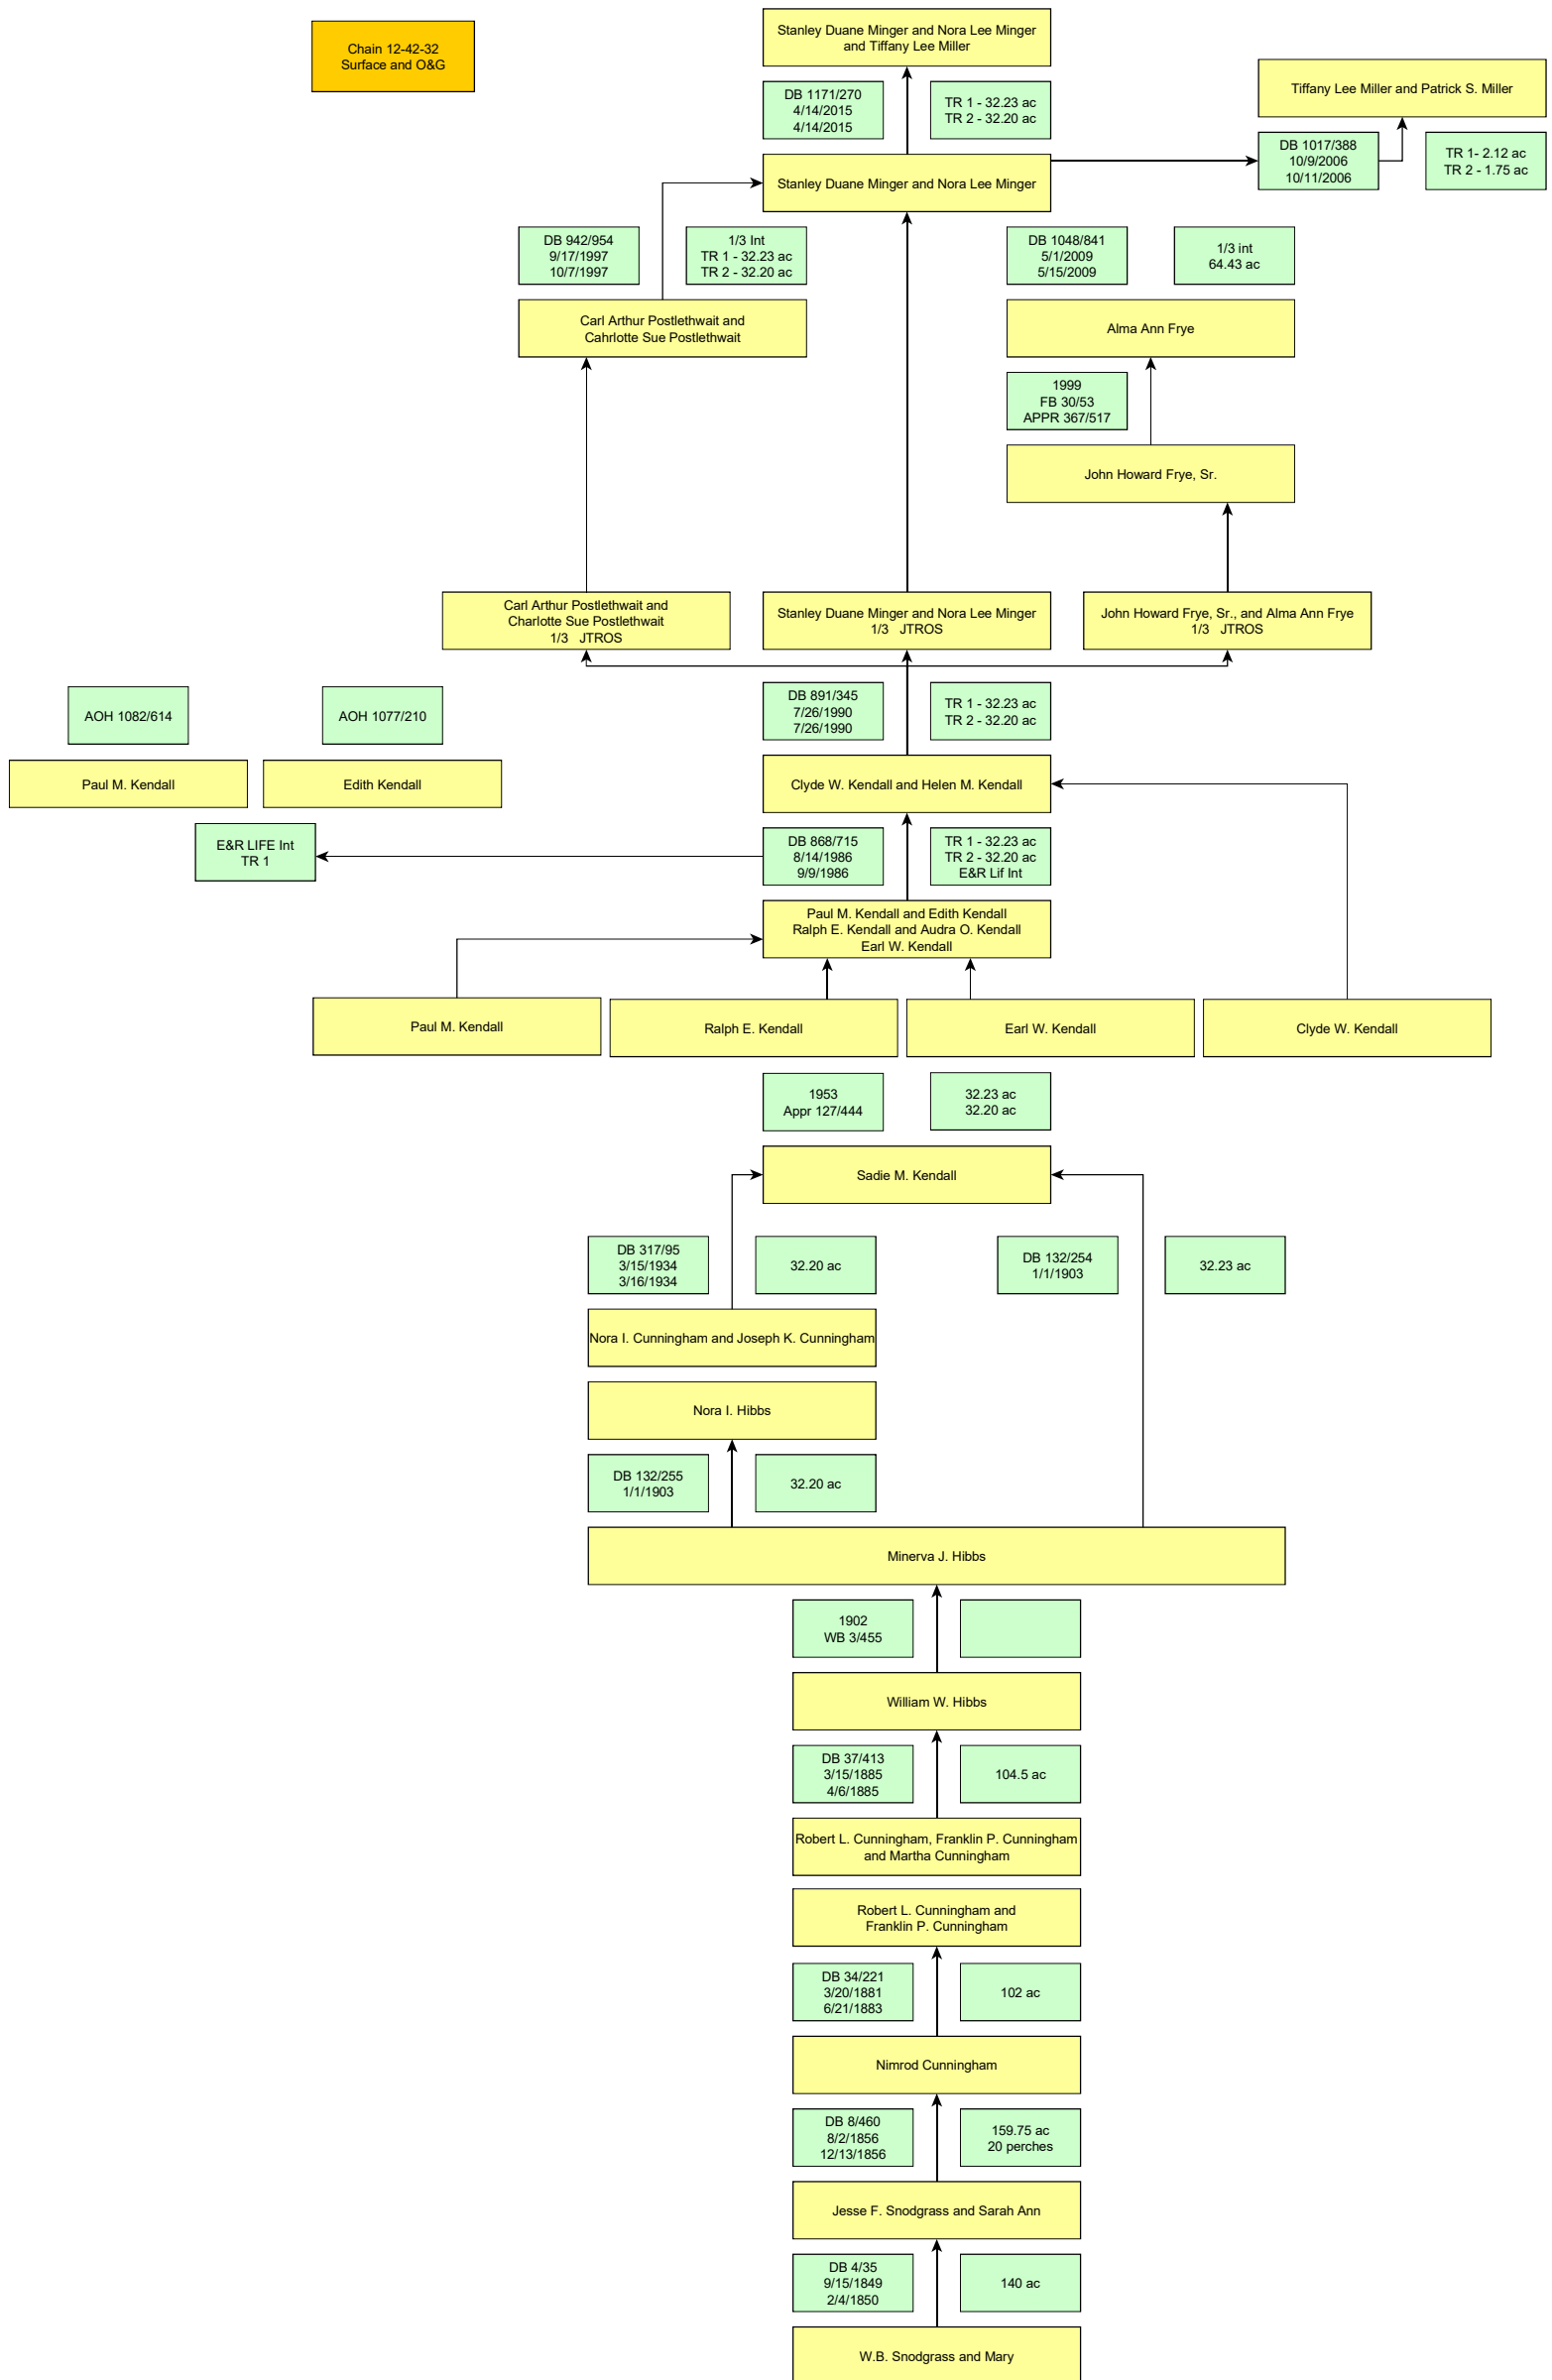 Chain 12-42-32
Surface and O&G
Stanley Duane Minger and Nora Lee Minger
and Tiffany Lee Miller
DB 1171/270
4/14/2015
4/14/2015
TR 1 - 32.23 ac
TR 2 - 32.20 ac
Tiffany Lee Miller and Patrick S. Miller
DB 1017/388
10/9/2006
10/11/2006
TR 1- 2.12 ac
TR 2 - 1.75 ac
Stanley Duane Minger and Nora Lee Minger
DB 942/954
9/17/1997
10/7/1997
1/3 Int
TR 1 - 32.23 ac
TR 2 - 32.20 ac
DB 1048/841
5/1/2009
5/15/2009
1/3 int
64.43 ac
Carl Arthur Postlethwait and
Cahrlotte Sue Postlethwait
Alma Ann Frye
1999
FB 30/53
APPR 367/517
John Howard Frye, Sr.
Carl Arthur Postlethwait and
Charlotte Sue Postlethwait
1/3 JTROS
Stanley Duane Minger and Nora Lee Minger
1/3 JTROS
John Howard Frye, Sr., and Alma Ann Frye
1/3 JTROS
AOH 1082/614
AOH 1077/210
DB 891/345
7/26/1990
7/26/1990
TR 1 - 32.23 ac
TR 2 - 32.20 ac
Paul M. Kendall
Edith Kendall
Clyde W. Kendall and Helen M. Kendall
E&R LIFE Int
TR 1
DB 868/715
8/14/1986
9/9/1986
TR 1 - 32.23 ac
TR 2 - 32.20 ac
E&R Lif Int
Paul M. Kendall and Edith Kendall
Ralph E. Kendall and Audra O. Kendall
Earl W. Kendall
Paul M. Kendall
Ralph E. Kendall
Earl W. Kendall
Clyde W. Kendall
1953
Appr 127/444
32.23 ac
32.20 ac
Sadie M. Kendall
DB 317/95
3/15/1934
3/16/1934
32.20 ac
DB 132/254
1/1/1903
32.23 ac
Nora I. Cunningham and Joseph K. Cunningham
Nora I. Hibbs
DB 132/255
1/1/1903
32.20 ac
Minerva J. Hibbs
1902
WB 3/455
William W. Hibbs
DB 37/413
3/15/1885
4/6/1885
104.5 ac
Robert L. Cunningham, Franklin P. Cunningham
and Martha Cunningham
Robert L. Cunningham and
Franklin P. Cunningham
DB 34/221
3/20/1881
6/21/1883
102 ac
Nimrod Cunningham
DB 8/460
8/2/1856
12/13/1856
159.75 ac
20 perches
Jesse F. Snodgrass and Sarah Ann
DB 4/35
9/15/1849
2/4/1850
140 ac
W.B. Snodgrass and Mary